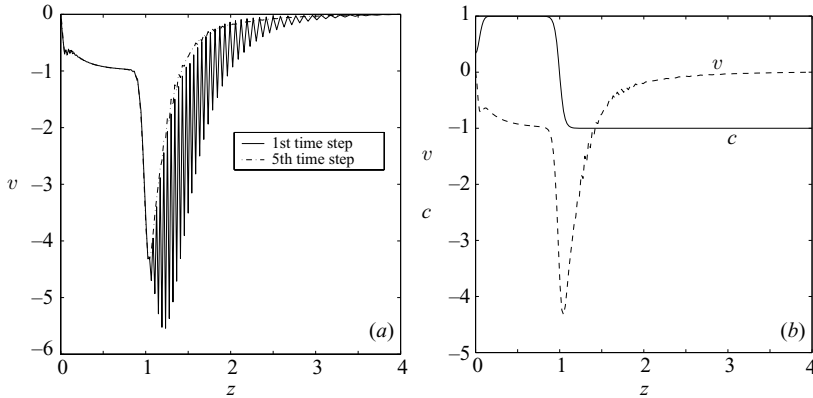 0
–1
–2
–3
–4
–5
–6
v
1st time step
5th time step
(a)
0 1 2 3 4
z
1
0
–1
–2
–3
–4
–5
v
c
v
c
(b)
0 1 2 3 4
z